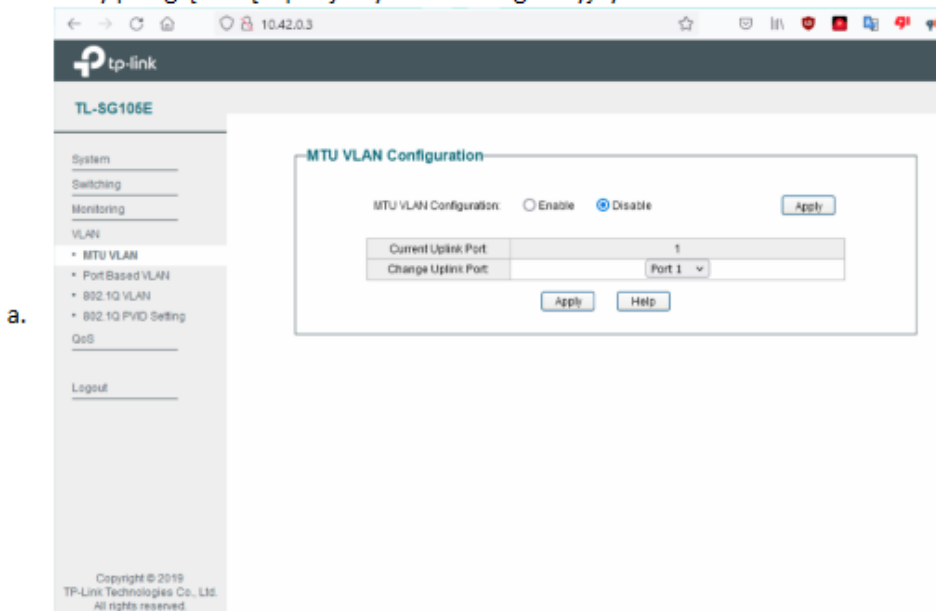 10.42.0.3
tp-link
TL-SG105E
System
Switching
Monitoring
VLAN
• MTU VLAN
• Port Based VLAN
• 802.1Q VLAN
• 802.1Q PVID Setting
QoS
Logout
Copyright © 2019
TP-Link Technologies Co., Ltd.
All rights reserved.
MTU VLAN Configuration
MTU VLAN Configuration: Enable Disable Apply
Current Uplink Port 1
Change Uplink Port Port 1
Apply Help
a.